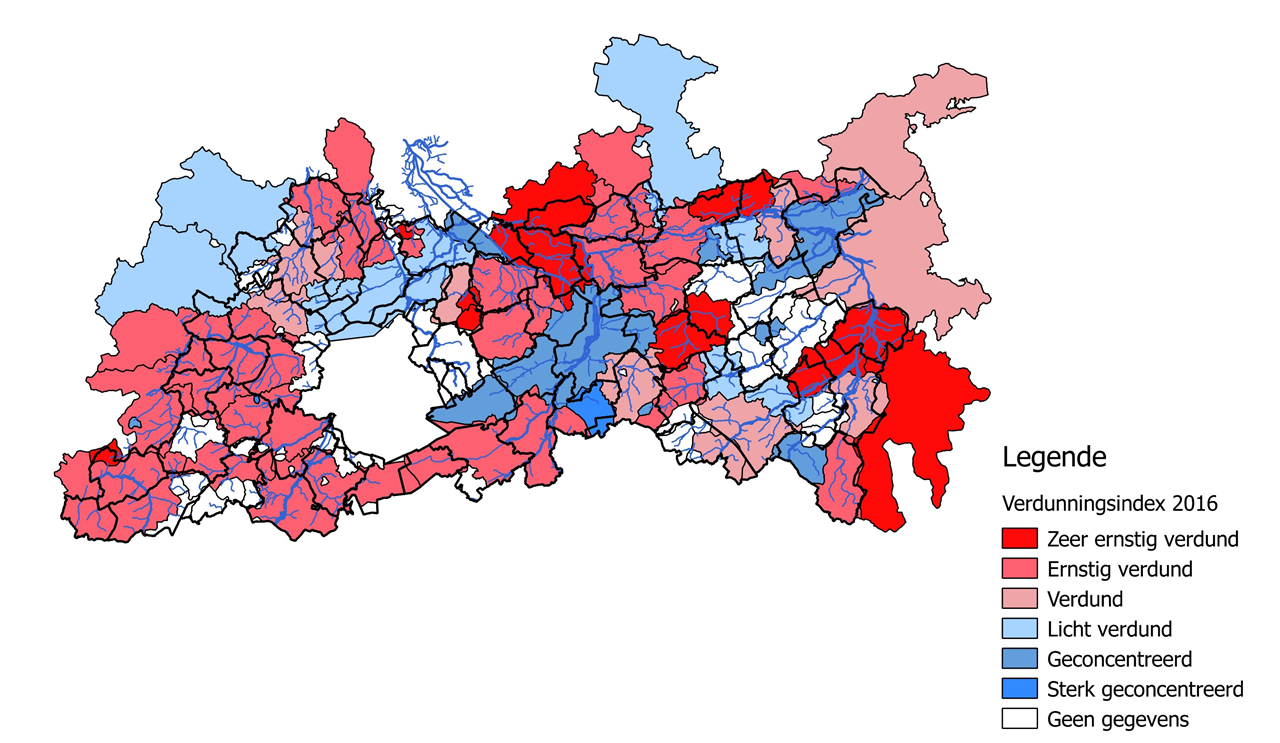 Legende
Verdunningsindex 2016
Zeer ernstig verdund
Ernstig verdund
Verdund
Licht verdund
Geconcentreerd
Sterk geconcentreerd
Geen gegevens